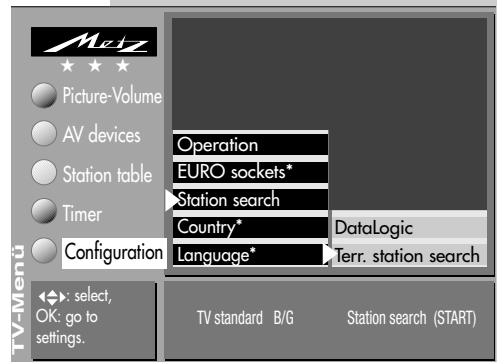 Metz
Picture-Volume
AV devices
Station table
Timer
Configuration
Operation
EURO sockets*
Station search
Country*
Language*
DataLogic
Terr. station search
TV-Menü
: select,
OK: go to
settings.
TV standard B/G
Station search (START)